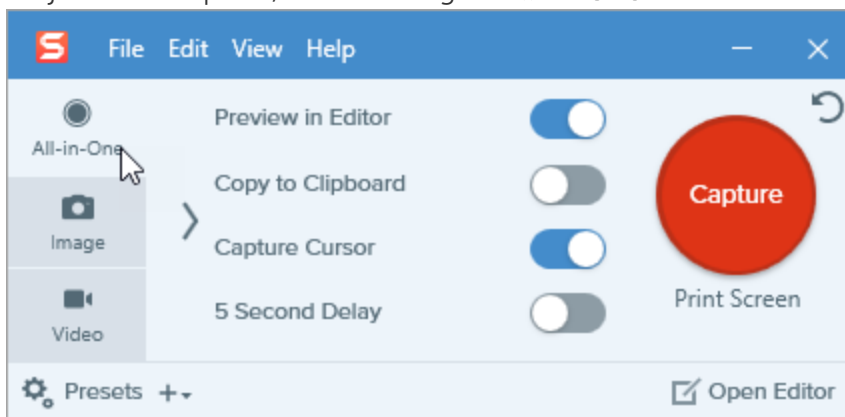 File Edit View Help
Preview in Editor
All-in-One
Copy to Clipboard
Capture
Image
Capture Cursor
Print Screen
5 Second Delay
Video
Presets
Open Editor